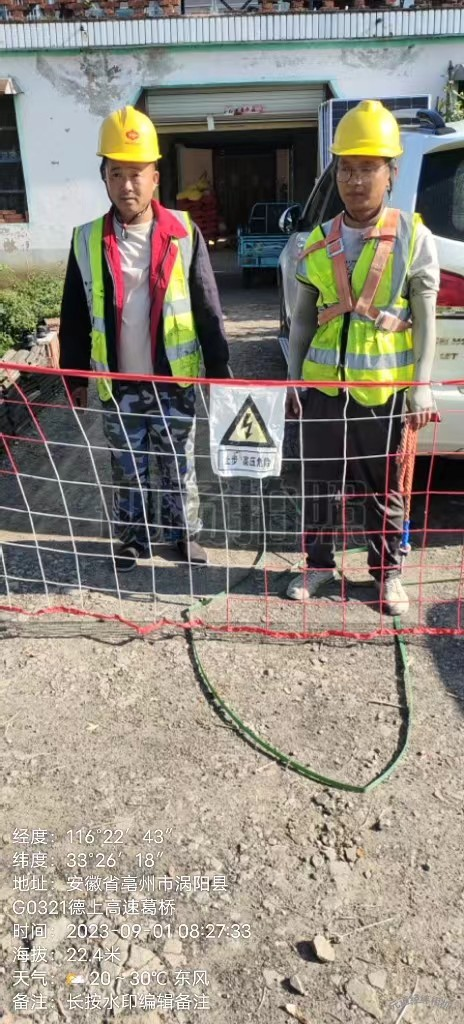 止步 高压危险
经度：116°22′43″
纬度：33°26′18″
地址：安徽省亳州市涡阳县
G0321德上高速葛桥
时间：2023-09-01 08:27:33
海拔：22.4米
天气：20~30℃ 东风
备注：长按水印编辑备注